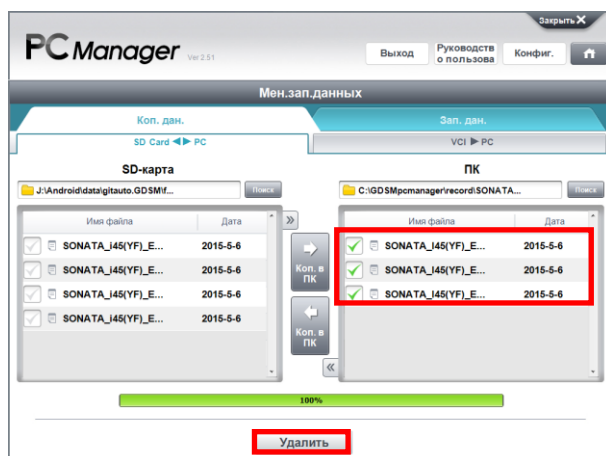 Закрыть X
PC Manager Ver 2.51
Выход
Руководств
о пользова
Конфиг.
Мен.зап.данных
Коп. дан.
Зап. дан.
SD Card ◀▶ PC
VCI ▶ PC
SD-карта
ПК
J:\Android\data\gitauto.GDSM\f...
Поиск
C:\GDSMpcmanager\record\SONATA...
Поиск
Имя файла
Дата
SONATA_i45(YF)_E... 2015-5-6
SONATA_i45(YF)_E... 2015-5-6
SONATA_i45(YF)_E... 2015-5-6
SONATA_i45(YF)_E... 2015-5-6
»
Коп. в
ПК
Коп. в
ПК
«
Имя файла
Дата
SONATA_i45(YF)_E... 2015-5-6
SONATA_i45(YF)_E... 2015-5-6
SONATA_i45(YF)_E... 2015-5-6
100%
Удалить